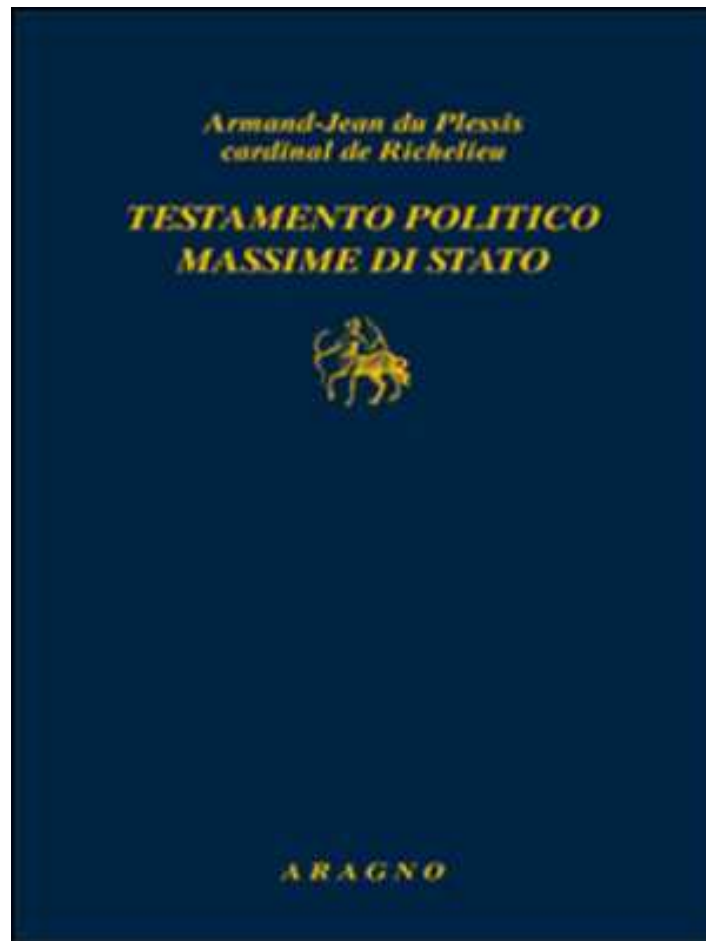 Armand-Jean du Plessis
cardinal de Richelieu
TESTAMENTO POLITICO
MASSIME DI STATO
ARAGNO